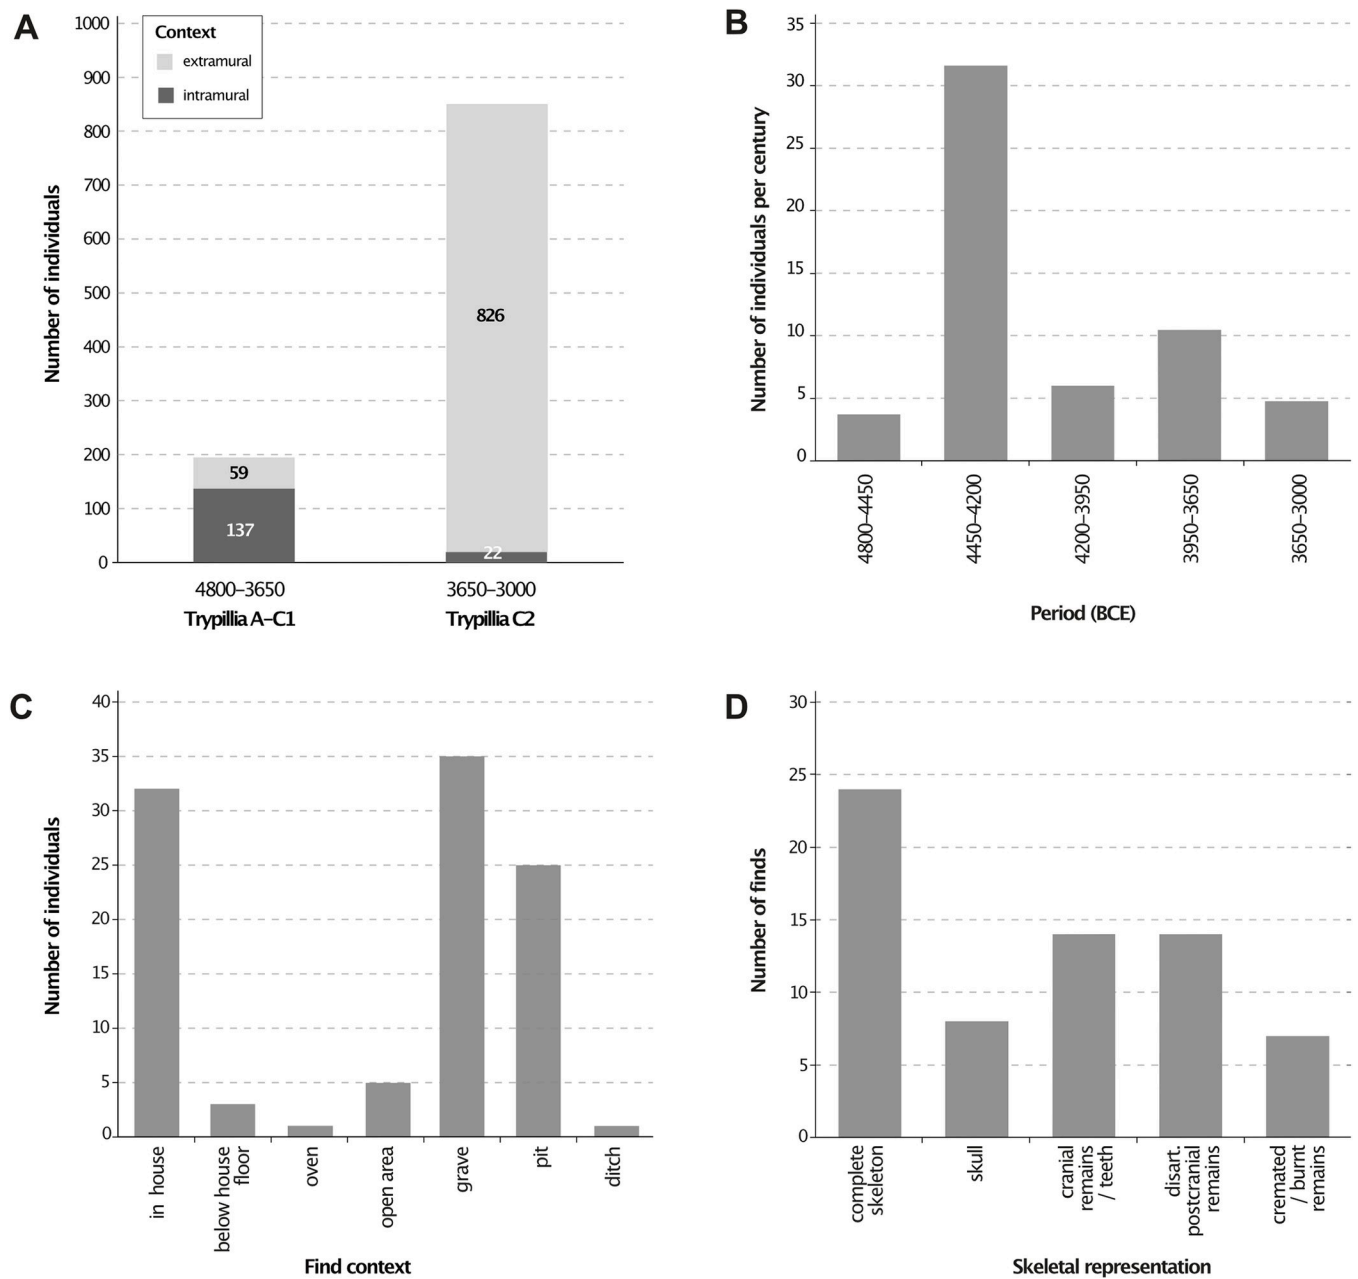 A
Number of individuals
1000
900
800
700
600
500
400
300
200
100
0
Context
extramural
intramural
59
137
826
22
4800–3650
Trypillia A–C1
3650–3000
Trypillia C2
B
Number of individuals per century
35
30
25
20
15
10
5
0
4800–4450
4450–4200
4200–3950
3950–3650
3650–3000
Period (BCE)
C
Number of individuals
40
35
30
25
20
15
10
5
0
in house
below house
floor
oven
open area
grave
pit
ditch
Find context
D
Number of finds
30
25
20
15
10
5
0
complete
skeleton
skull
cranial
remains
/ teeth
disart.
postcranial
remains
cremated
/ burnt
remains
Skeletal representation